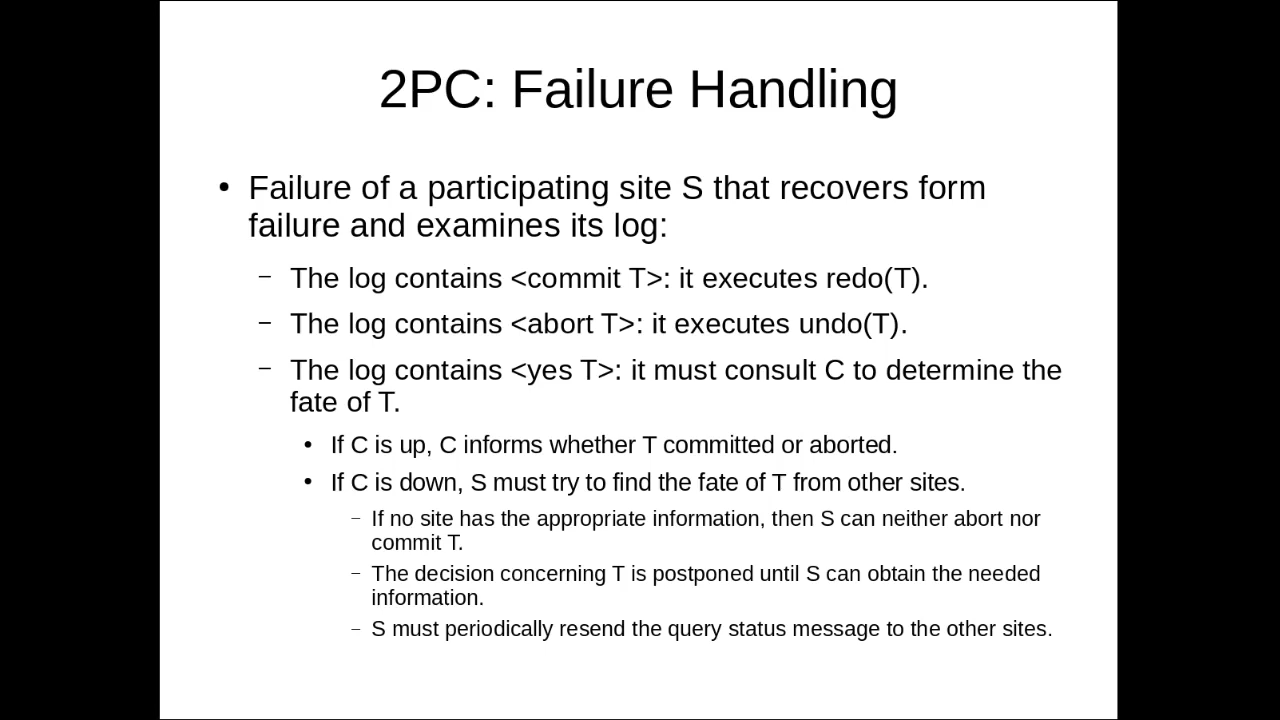 2PC: Failure Handling
• Failure of a participating site S that recovers form
failure and examines its log:
– The log contains <commit T>: it executes redo(T).
– The log contains <abort T>: it executes undo(T).
– The log contains <yes T>: it must consult C to determine the
fate of T.
• If C is up, C informs whether T committed or aborted.
• If C is down, S must try to find the fate of T from other sites.
– If no site has the appropriate information, then S can neither abort nor
commit T.
– The decision concerning T is postponed until S can obtain the needed
information.
– S must periodically resend the query status message to the other sites.